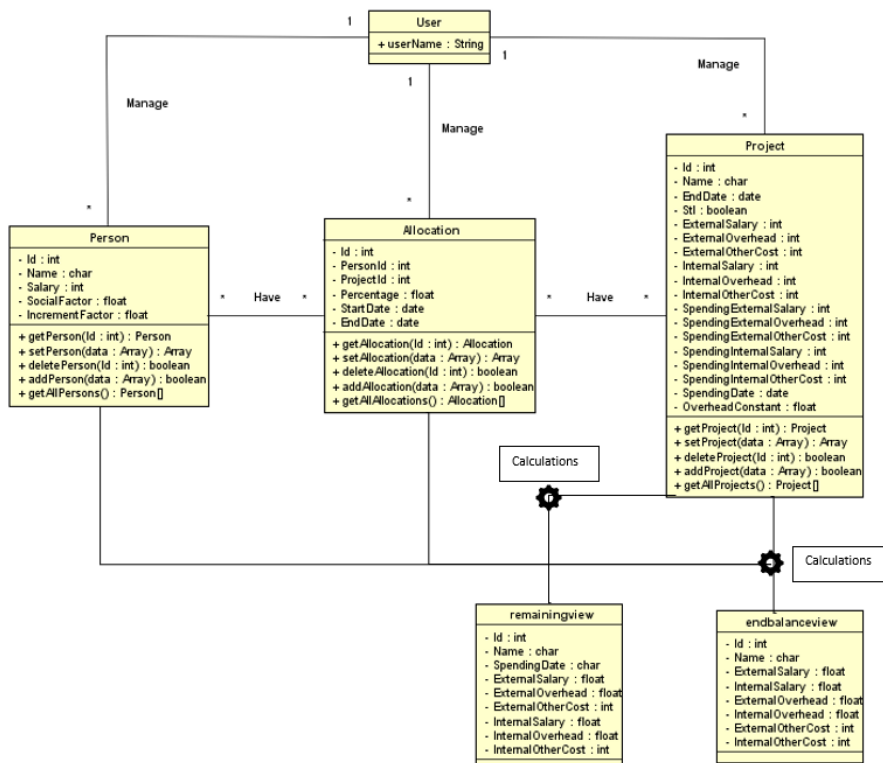 User
+ userName : String
1
1
1
Manage
Manage
Manage
*
*
*
Person
- Id : int
- Name : char
- Salary : int
- SocialFactor : float
- IncrementFactor : float
+ getPerson(Id : int) : Person
+ setPerson(data : Array) : Array
+ deletePerson(Id : int) : boolean
+ addPerson(data : Array) : boolean
+ getAllPersons() : Person[]
* Have *
Allocation
- Id : int
- PersonId : int
- ProjectId : int
- Percentage : float
- StartDate : date
- EndDate : date
+ getAllocation(Id : int) : Allocation
+ setAllocation(data : Array) : Array
+ deleteAllocation(Id : int) : boolean
+ addAllocation(data : Array) : boolean
+ getAllAllocations() : Allocation[]
* Have *
Project
- Id : int
- Name : char
- EndDate : date
- Stl : boolean
- ExternalSalary : int
- ExternalOverhead : int
- ExternalOtherCost : int
- InternalSalary : int
- InternalOverhead : int
- InternalOtherCost : int
- SpendingExternalSalary : int
- SpendingExternalOverhead : int
- SpendingExternalOtherCost : int
- SpendingInternalSalary : int
- SpendingInternalOverhead : int
- SpendingInternalOtherCost : int
- SpendingDate : date
- OverheadConstant : float
+ getProject(Id : int) : Project
+ setProject(data : Array) : Array
+ deleteProject(Id : int) : boolean
+ addProject(data : Array) : boolean
+ getAllProjects() : Project[]
Calculations
Calculations
remainingview
- Id : int
- Name : char
- SpendingDate : char
- ExternalSalary : float
- ExternalOverhead : float
- ExternalOtherCost : int
- InternalSalary : float
- InternalOverhead : float
- InternalOtherCost : int
endbalanceview
- Id : int
- Name : char
- ExternalSalary : float
- InternalSalary : float
- ExternalOverhead : float
- InternalOverhead : float
- ExternalOtherCost : int
- InternalOtherCost : int